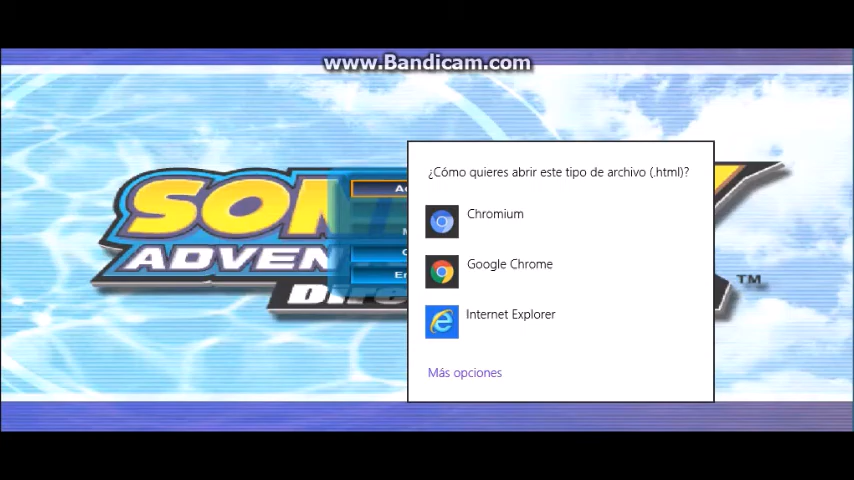 www.Bandicam.com
¿Cómo quieres abrir este tipo de archivo (.html)?
Chromium
Google Chrome
Internet Explorer
Más opciones
ADVEN
TM